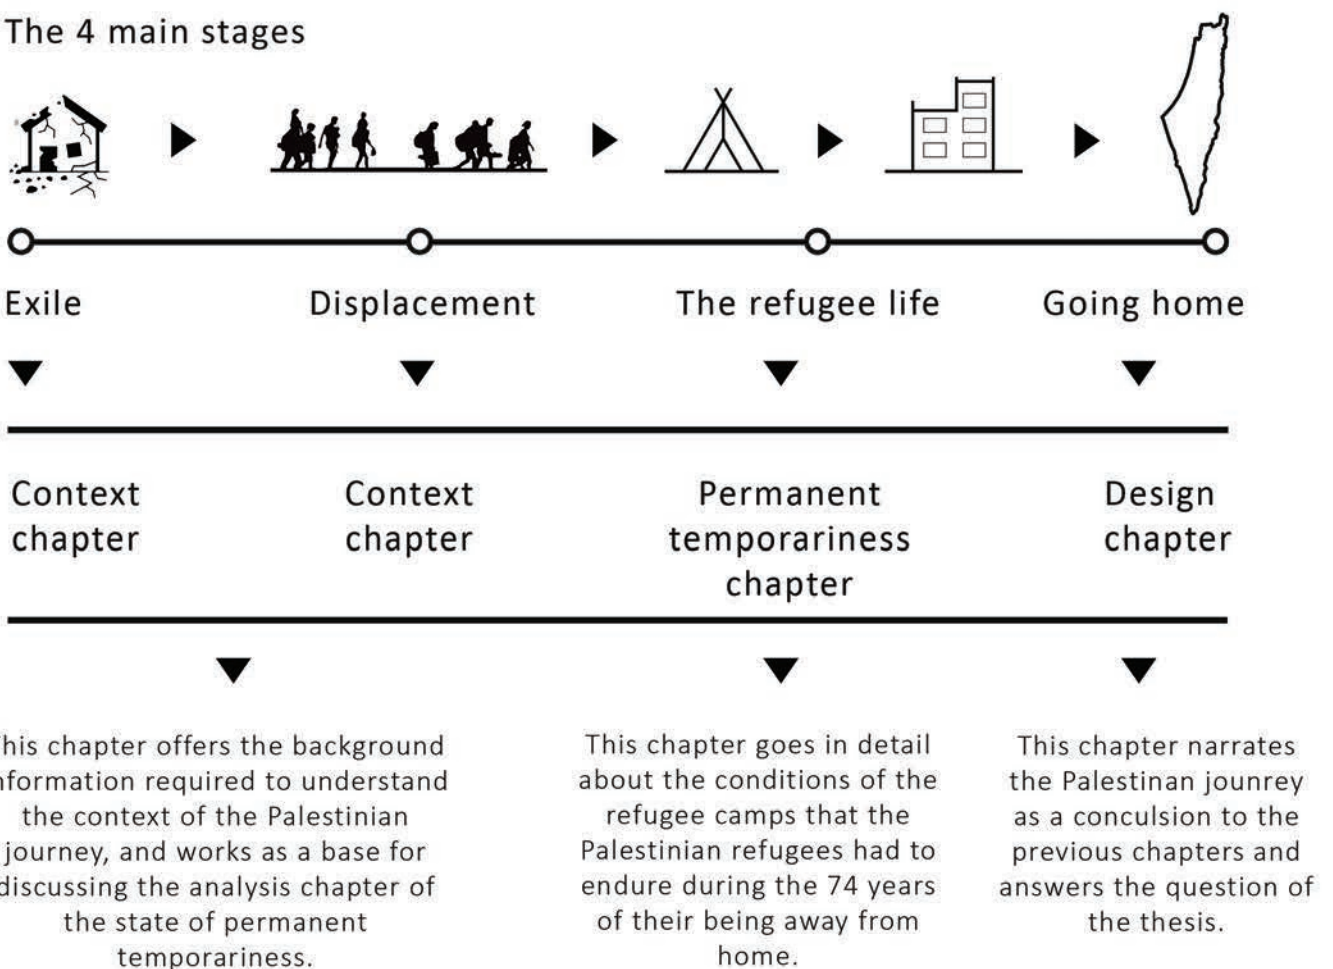 The 4 main stages
Exile
Displacement
The refugee life
Going home
Context
chapter
Context
chapter
Permanent
temporariness
chapter
Design
chapter
his chapter offers the background
nformation required to understand
the context of the Palestinian
journey, and works as a base for
discussing the analysis chapter of
the state of permanent
temporariness.
This chapter goes in detail
about the conditions of the
refugee camps that the
Palestinian refugees had to
endure during the 74 years
of their being away from
home.
This chapter narrates
the Palestinan jounrey
as a conculsion to the
previous chapters and
answers the question of
the thesis.